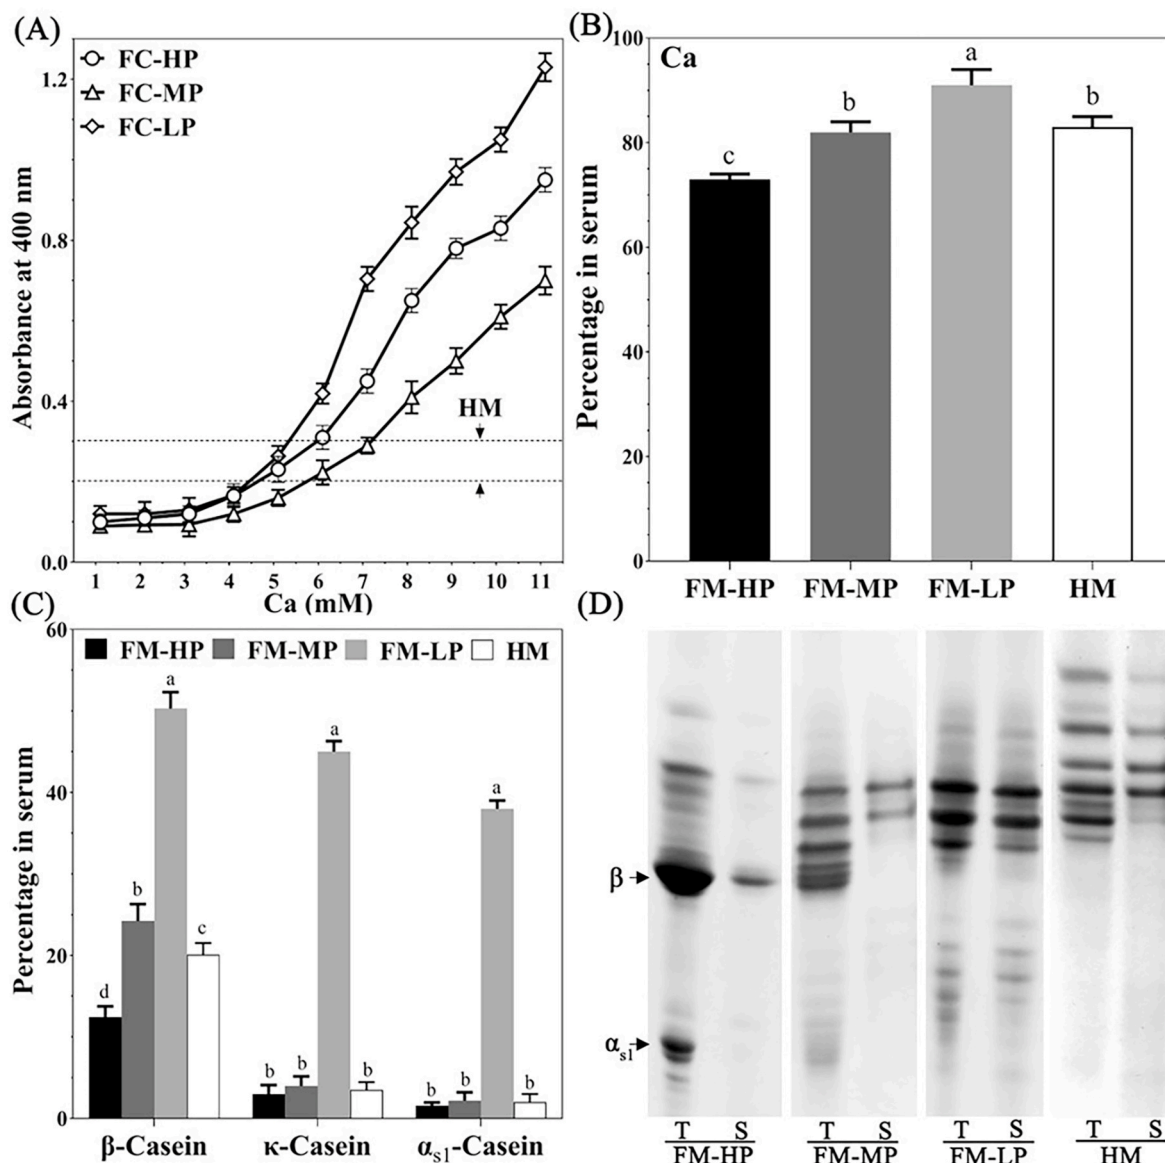 (A)
FC-HP
FC-MP
FC-LP
HM
1.2
0.8
0.4
0.0
Absorbance at 400 nm
1 2 3 4 5 6 7 8 9 10 11
Ca (mM)
(B)
Ca
100
80
60
40
20
0
Percentage in serum
c b a b
FM-HP FM-MP FM-LP HM
(C)
FM-HP FM-MP FM-LP HM
60
40
20
0
Percentage in serum
d b a c
b b a b
b b a b
β-Casein κ-Casein αs1-Casein
(D)
β
αs1
T S T S T S T S
FM-HP FM-MP FM-LP HM